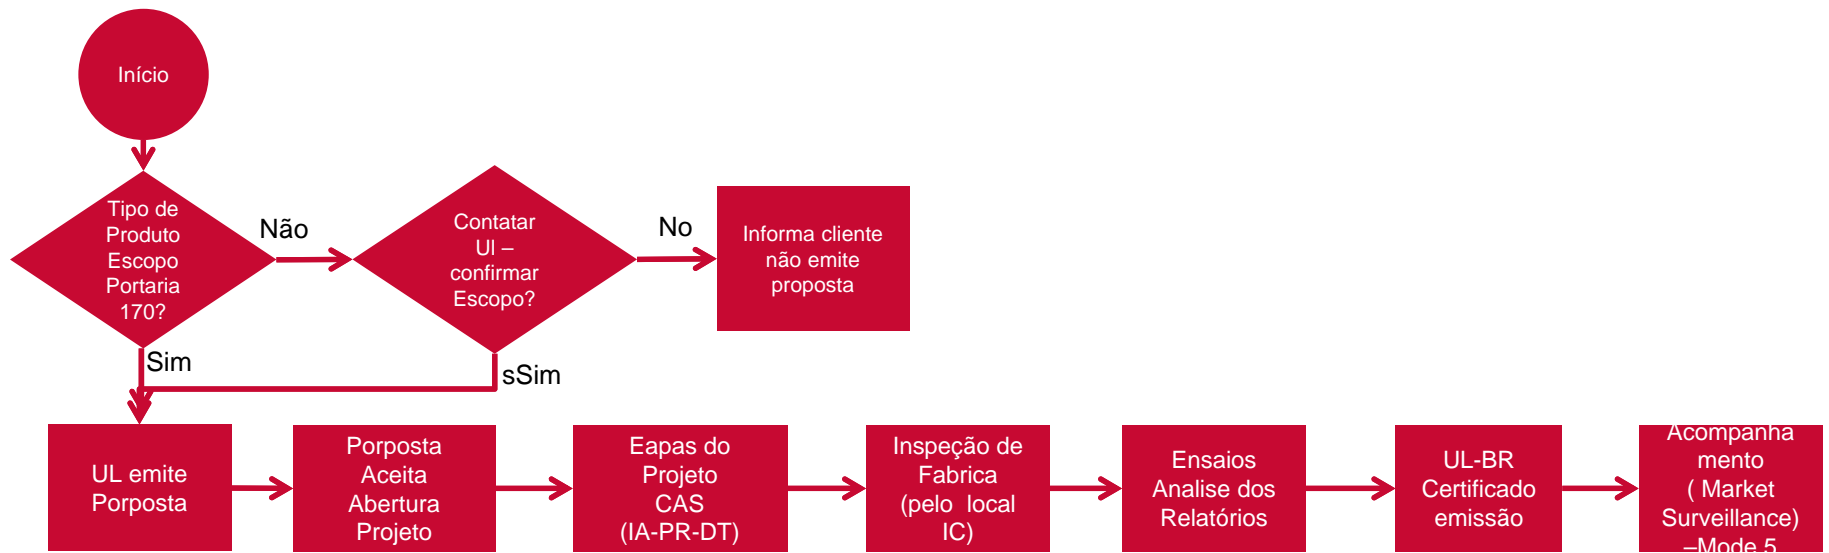 Início
Tipo de
Produto
Escopo
Portaria
170?
Não
Contatar
Ul –
confirmar
Escopo?
No
Informa cliente
não emite
proposta
Sim
sSim
UL emite
Porposta
Porposta
Aceita
Abertura
Projeto
Eapas do
Projeto
CAS
(IA-PR-DT)
Inspeção de
Fabrica
(pelo local
IC)
Ensaios
Analise dos
Relatórios
UL-BR
Certificado
emissão
Acompanha
mento
( Market
Surveillance)
–Mode 5